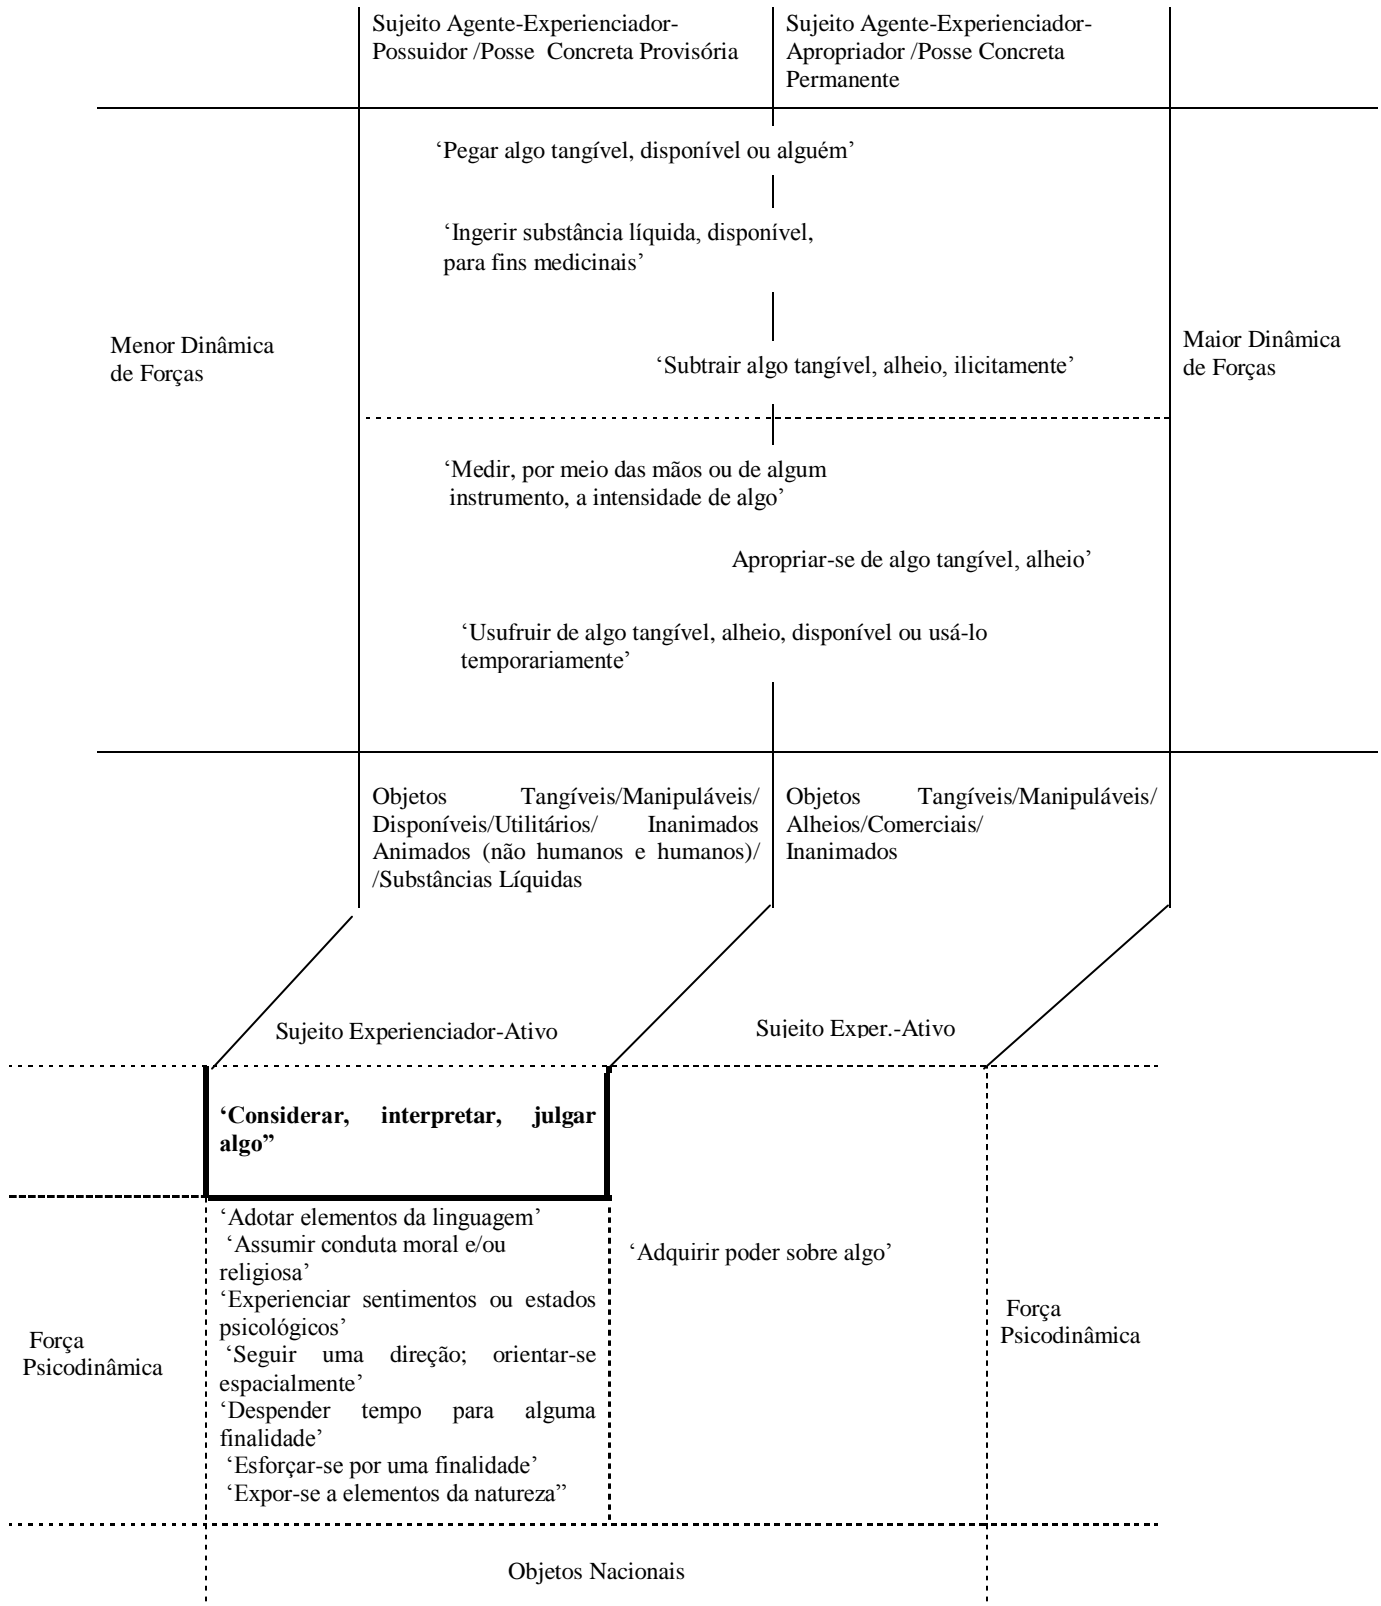 Sujeito Agente-Experienciador-
Possuidor /Posse  Concreta Provisória
Sujeito Agente-Experienciador-
Apropriador /Posse Concreta
Permanente
‘Pegar algo tangível, disponível ou alguém’
‘Ingerir substância líquida, disponível,
para fins medicinais’
Menor Dinâmica
de Forças
‘Subtrair algo tangível, alheio, ilicitamente’
Maior Dinâmica
de Forças
‘Medir, por meio das mãos ou de algum
instrumento, a intensidade de algo’
Apropriar-se de algo tangível, alheio’
‘Usufruir de algo tangível, alheio, disponível ou usá-lo
temporariamente’
Objetos Tangíveis/Manipuláveis/
Disponíveis/Utilitários/ Inanimados
Animados (não humanos e humanos)/
/Substâncias Líquidas
Objetos Tangíveis/Manipuláveis/
Alheios/Comerciais/
Inanimados
Sujeito Experienciador-Ativo
Sujeito Exper.-Ativo
‘Considerar, interpretar, julgar
algo”
‘Adotar elementos da linguagem’
‘Assumir conduta moral e/ou
religiosa’
‘Experienciar sentimentos ou estados
psicológicos’
‘Seguir uma direção; orientar-se
espacialmente’
‘Despender tempo para alguma
finalidade’
‘Esforçar-se por uma finalidade’
‘Expor-se a elementos da natureza”
‘Adquirir poder sobre algo’
Força
Psicodinâmica
Força
Psicodinâmica
Objetos Nacionais